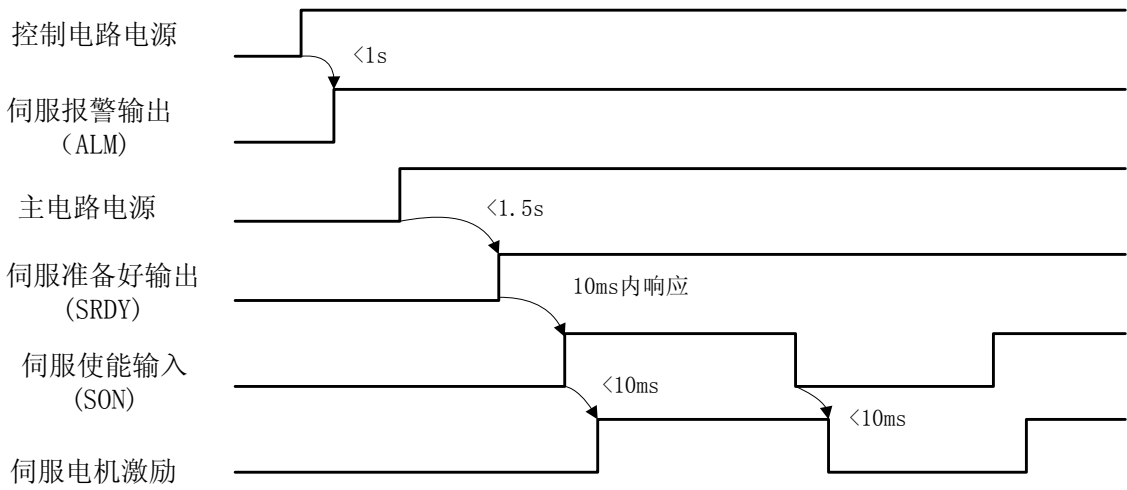 控制电路电源
<1s
伺服报警输出
（ALM)
主电路电源
<1.5s
伺服准备好输出
(SRDY)
10ms内响应
伺服使能输入
(SON)
<10ms
<10ms
伺服电机激励